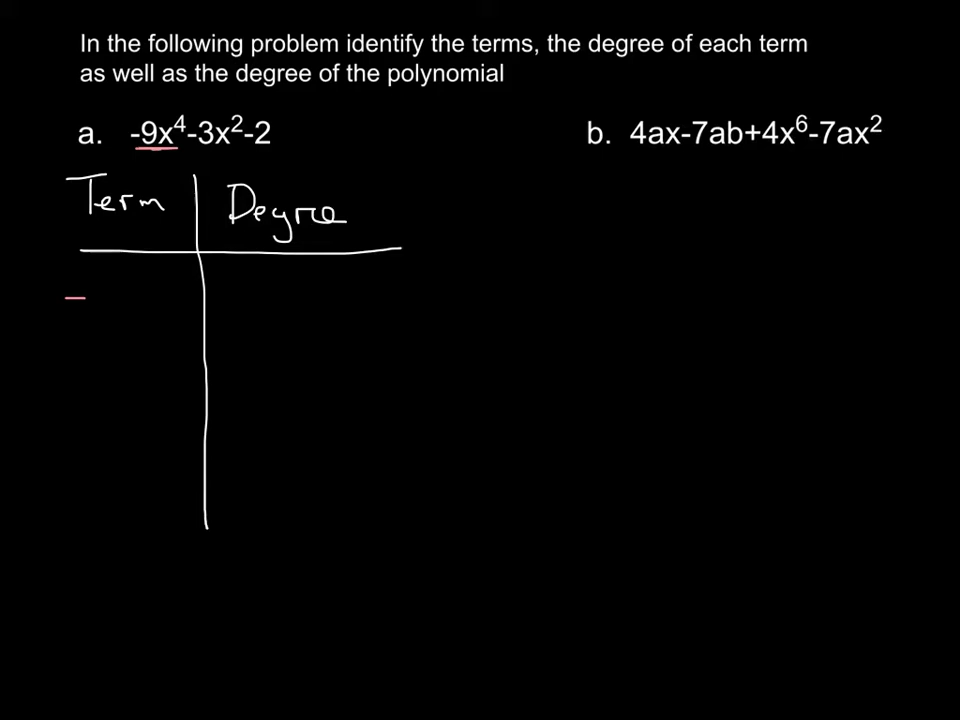 In the following problem identify the terms, the degree of each term
as well as the degree of the polynomial
a. -9x⁴-3x²-2 b. 4ax-7ab+4x⁶-7ax²
Term Degree
-